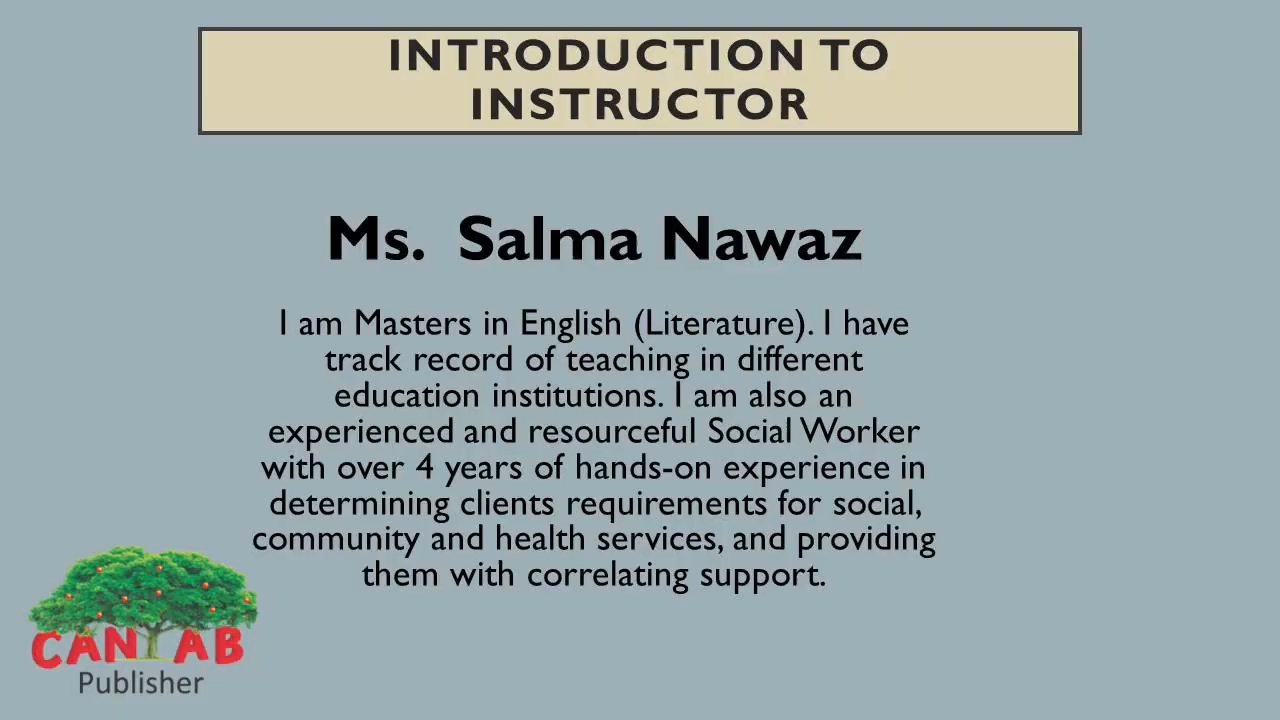 INTRODUCTION TO
INSTRUCTOR
Ms. Salma Nawaz
I am Masters in English (Literature). I have
track record of teaching in different
education institutions. I am also an
experienced and resourceful Social Worker
with over 4 years of hands-on experience in
determining clients requirements for social,
community and health services, and providing
them with correlating support.
CANTAB
Publisher